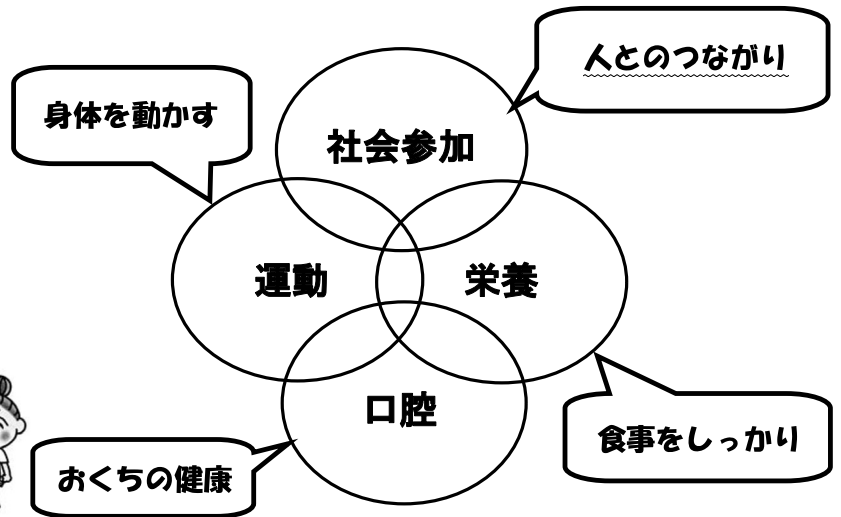 人とのつながり
身体を動かす
社会参加
運動
栄養
口腔
食事をしっかり
おくちの健康